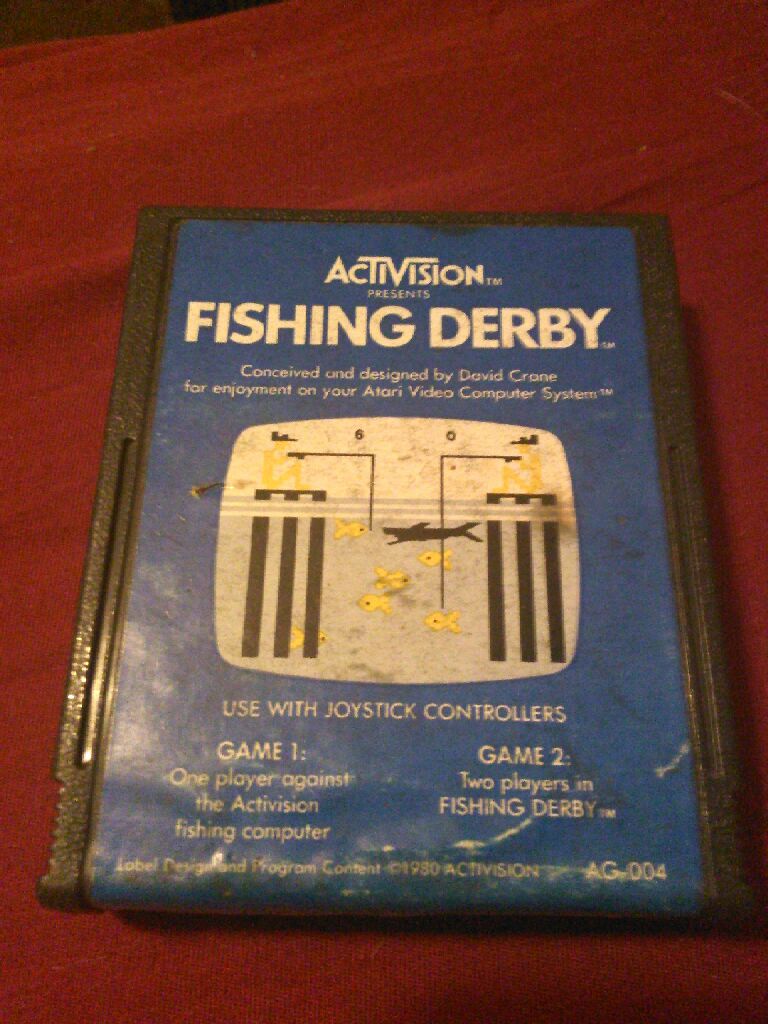 ACTIVISION™
PRESENTS
FISHING DERBY℠
Conceived and designed by David Crane
for enjoyment on your Atari Video Computer System™
6 0
USE WITH JOYSTICK CONTROLLERS
GAME 1:
One player against
the Activision
fishing computer
GAME 2:
Two players in
FISHING DERBY™
Label Design and Program Content ©1980 ACTIVISION
AG-004